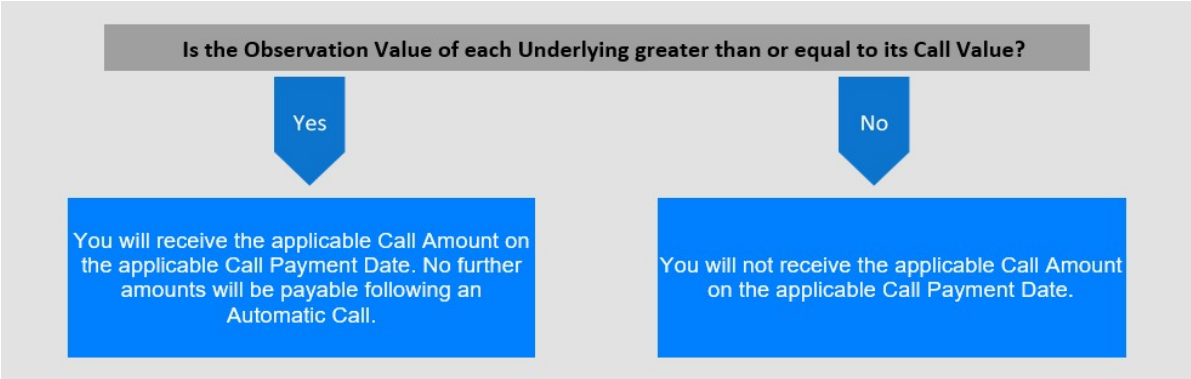 Is the Observation Value of each Underlying greater than or equal to its Call Value?
Yes
No
You will receive the applicable Call Amount on
the applicable Call Payment Date. No further
amounts will be payable following an
Automatic Call.
You will not receive the applicable Call Amount
on the applicable Call Payment Date.